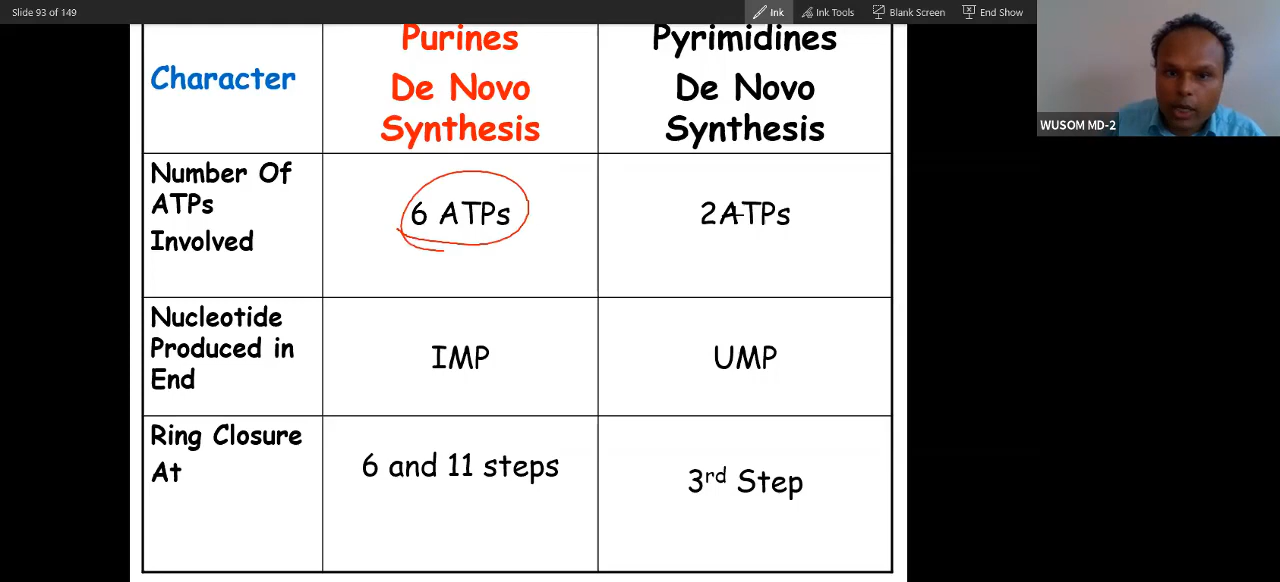 Slide 93 of 149
Ink
Ink Tools
Blank Screen
End Show
WUSOM MD-2
Character
Purines
De Novo
Synthesis
Pyrimidines
De Novo
Synthesis
Number Of
ATPs
Involved
6 ATPs
2ATPs
Nucleotide
Produced in
End
IMP
UMP
Ring Closure
At
6 and 11 steps
3rd Step